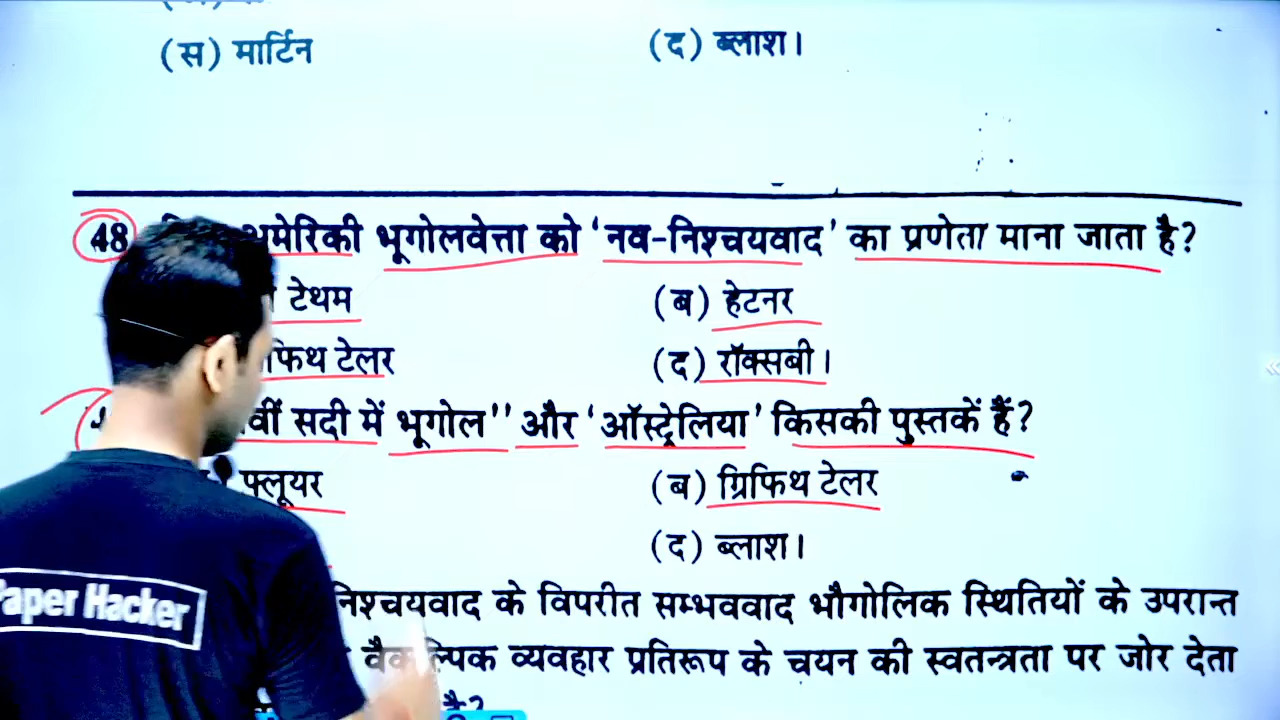 (स) मार्टिन (द) ब्लाश।
48 अमेरिकी भूगोलवेत्ता को 'नव-निश्चयवाद' का प्रणेता माना जाता है?
टेथम (ब) हेटनर
फिथ टेलर (द) रॉक्सबी।
वीं सदी में भूगोल'' और 'ऑस्ट्रेलिया' किसकी पुस्तकें हैं?
फ्लूयर (ब) ग्रिफिथ टेलर
(द) ब्लाश।
निश्चयवाद के विपरीत सम्भववाद भौगोलिक स्थितियों के उपरान्त
वैकल्पिक व्यवहार प्रतिरूप के चयन की स्वतन्त्रता पर जोर देता
है?
Paper Hacker